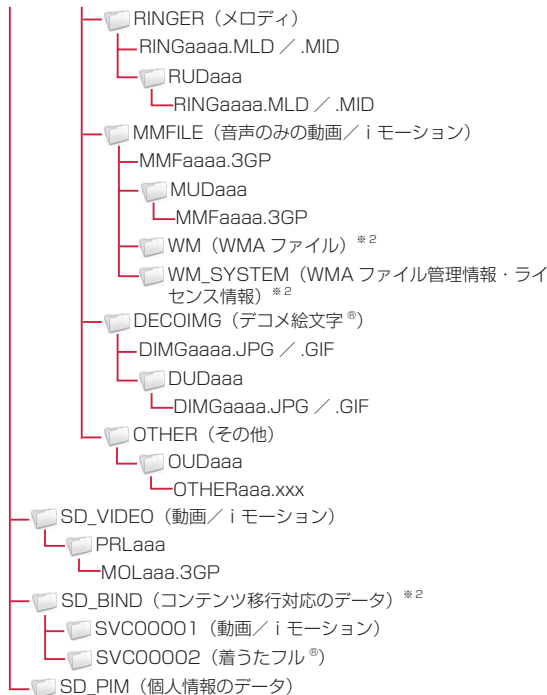 RINGER（メロディ）
RINGaaaa.MLD ／ .MID
RUDaaa
RINGaaaa.MLD ／ .MID
MMFILE（音声のみの動画／ｉモーション）
MMFaaaa.3GP
MUDaaa
MMFaaaa.3GP
WM（WMA ファイル）※2
WM_SYSTEM（WMA ファイル管理情報・ライ
センス情報）※2
DECOIMG（デコメ絵文字®）
DIMGaaaa.JPG ／ .GIF
DUDaaa
DIMGaaaa.JPG ／ .GIF
OTHER（その他）
OUDaaa
OTHERaaa.xxx
SD_VIDEO（動画／ｉモーション）
PRLaaa
MOLaaa.3GP
SD_BIND（コンテンツ移行対応のデータ）※2
SVC00001（動画／ｉモーション）
SVC00002（着うたフル®）
SD_PIM（個人情報のデータ）